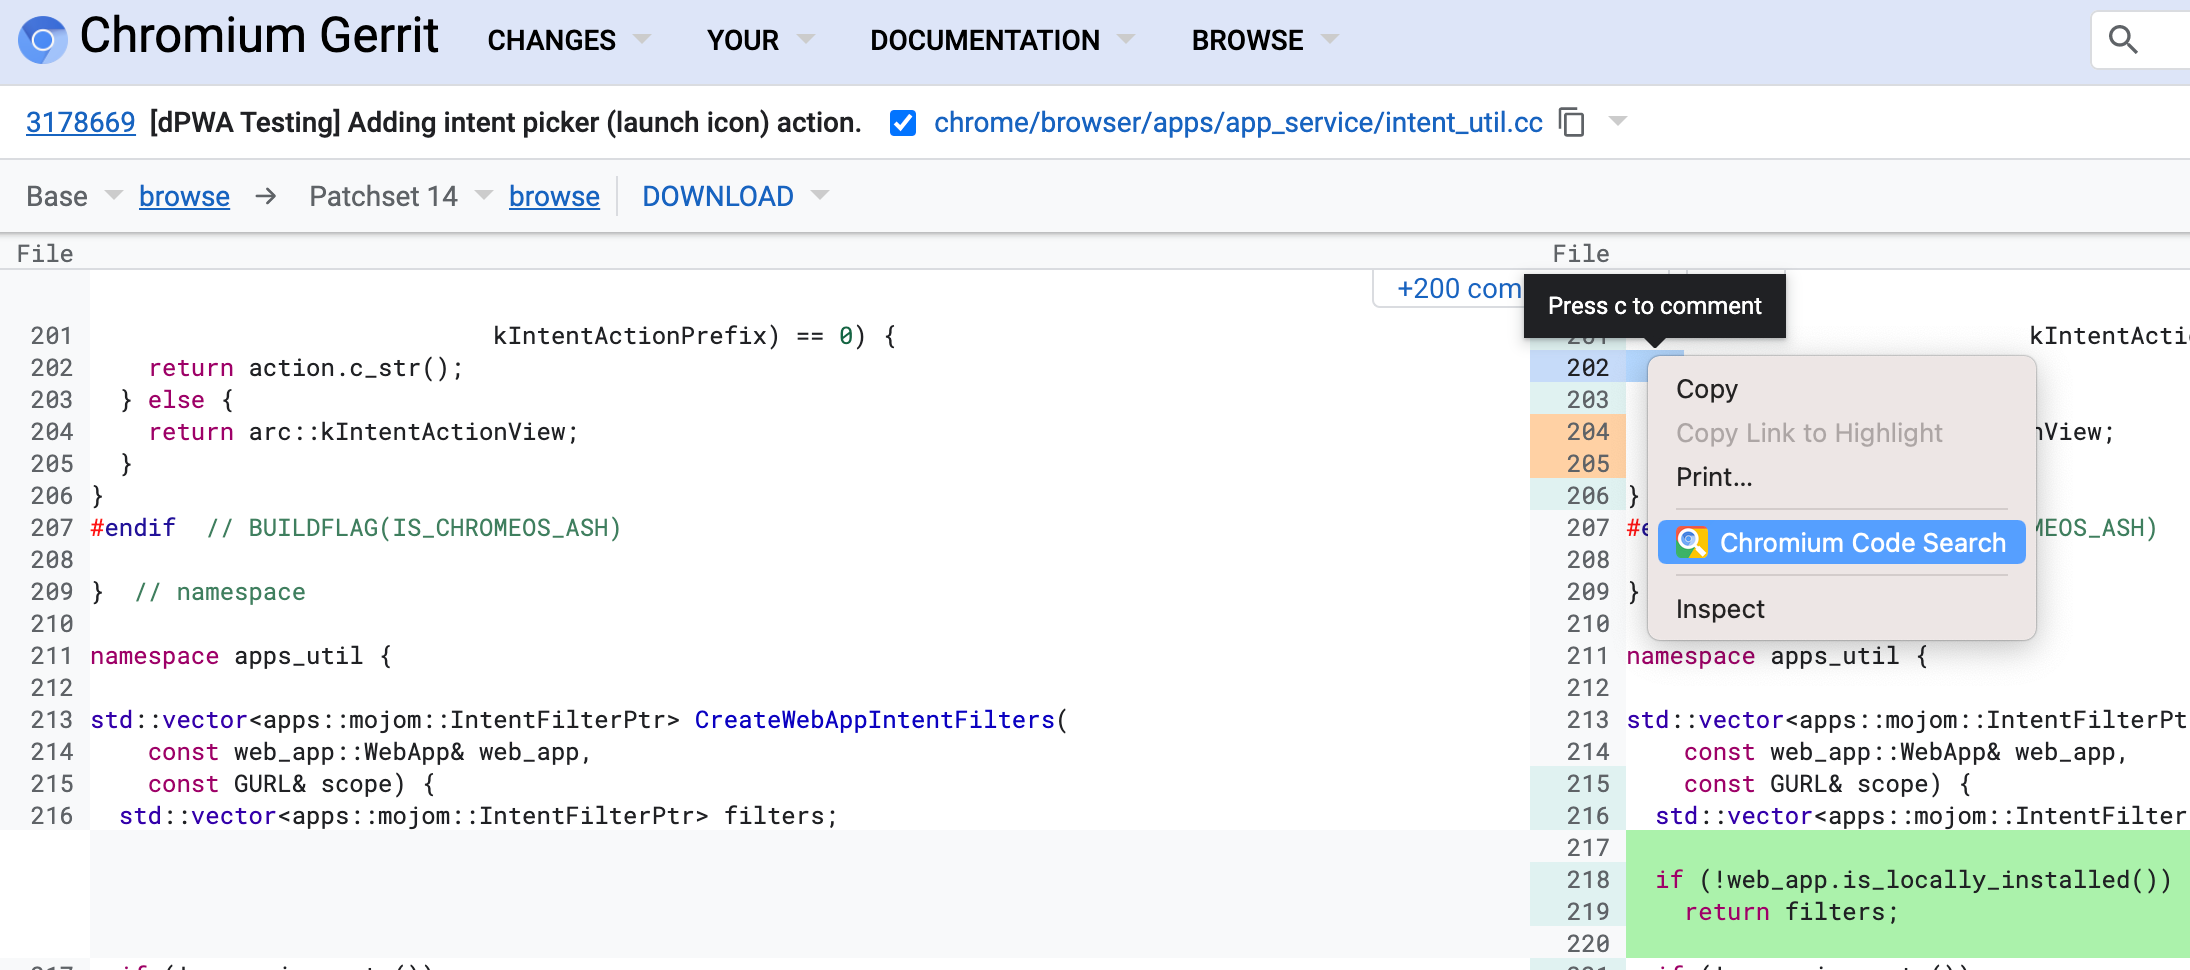 Chromium Gerrit CHANGES YOUR DOCUMENTATION BROWSE
3178669 [dPWA Testing] Adding intent picker (launch icon) action. chrome/browser/apps/app_service/intent_util.cc
Base browse → Patchset 14 browse DOWNLOAD
File
+200 com
201 kIntentActionPrefix) == 0) {
202 return action.c_str();
203 } else {
204 return arc::kIntentActionView;
205 }
206 }
207 #endif // BUILDFLAG(IS_CHROMEOS_ASH)
208
209 } // namespace
210
211 namespace apps_util {
212
213 std::vector<apps::mojom::IntentFilterPtr> CreateWebAppIntentFilters(
214 const web_app::WebApp& web_app,
215 const GURL& scope) {
216 std::vector<apps::mojom::IntentFilterPtr> filters;
File
Press c to comment
201 kIntentActi
202
203
204 nView;
205
206 }
207 #e MEOS_ASH)
208
209 }
210
211 namespace apps_util {
212
213 std::vector<apps::mojom::IntentFilterPt
214 const web_app::WebApp& web_app,
215 const GURL& scope) {
216 std::vector<apps::mojom::IntentFilter
217
218 if (!web_app.is_locally_installed())
219 return filters;
220
Copy
Copy Link to Highlight
Print...
Chromium Code Search
Inspect